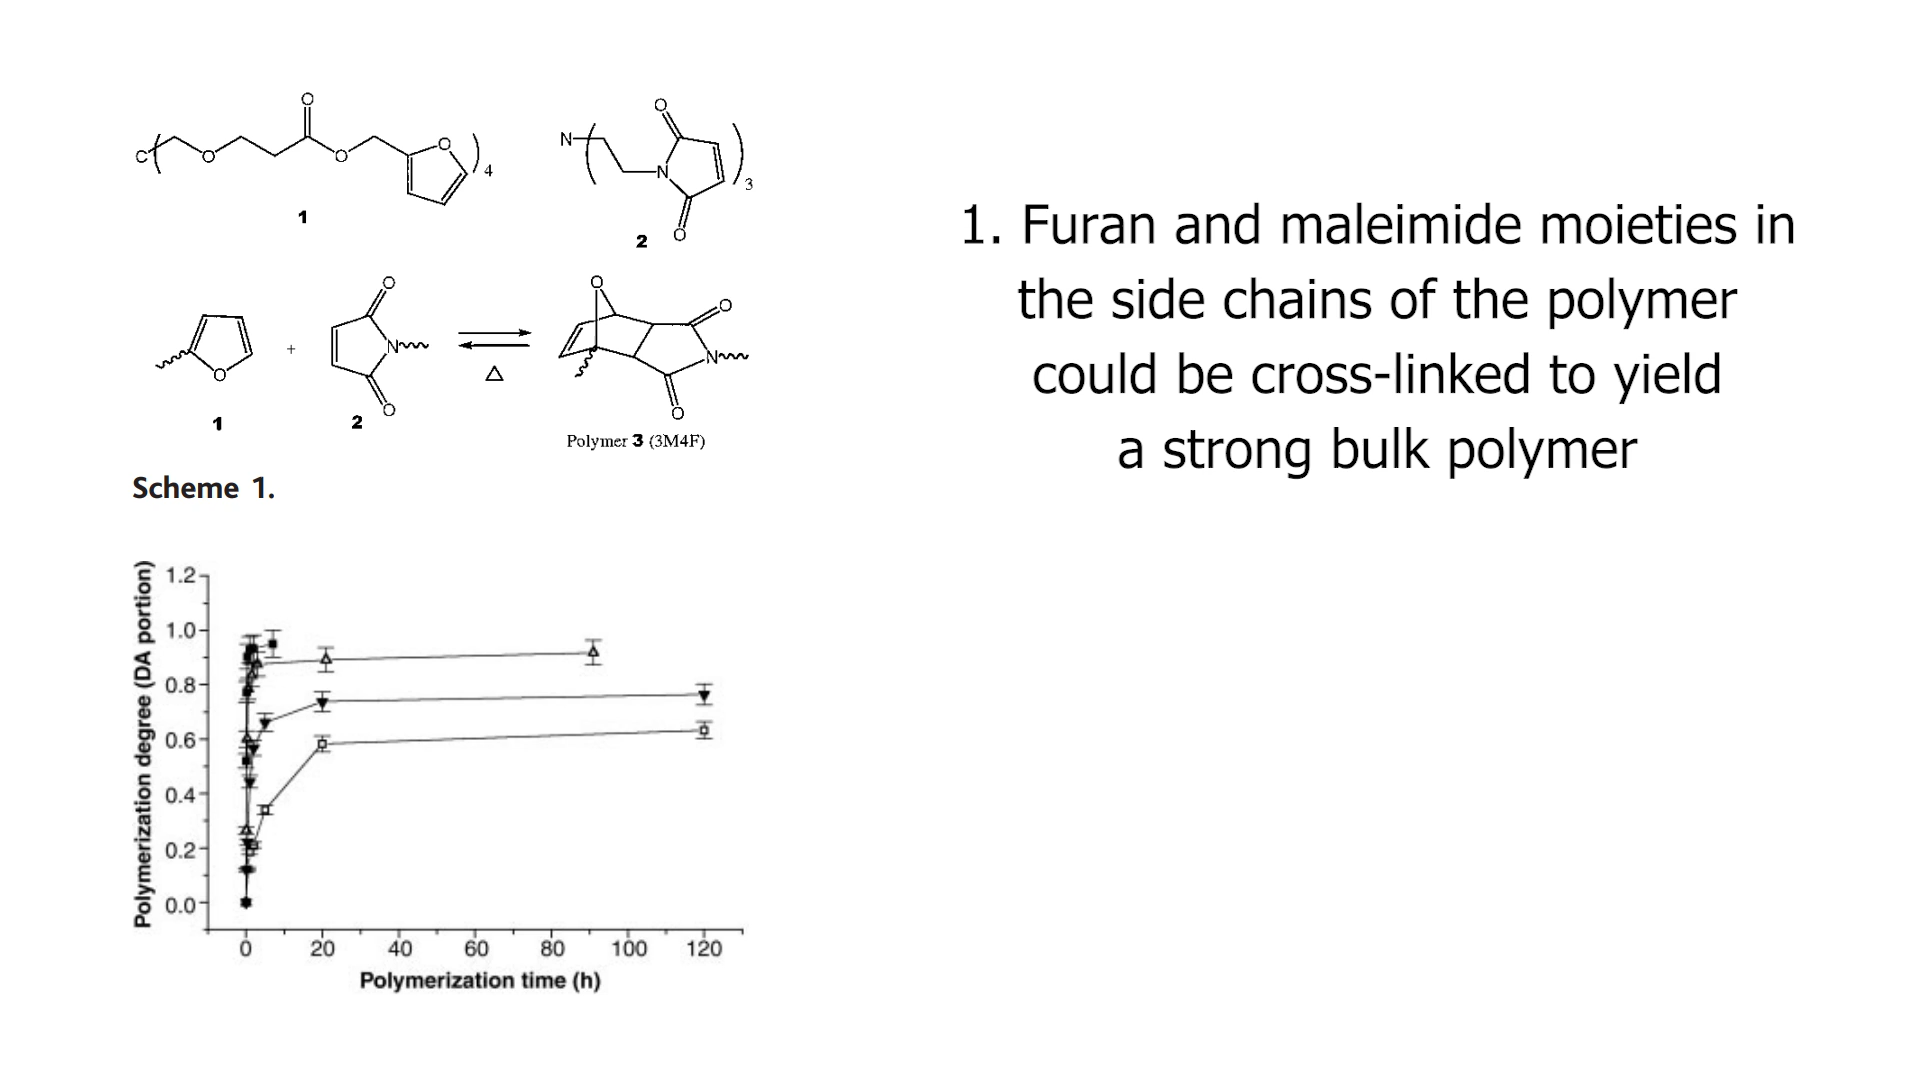 O
C ( O O O ) 4
1
N ( N O O ) 3
2
1
+
O
N
O
2
△
O
O
N
O
Polymer 3 (3M4F)
Scheme 1.
1. Furan and maleimide moieties in
the side chains of the polymer
could be cross-linked to yield
a strong bulk polymer
Polymerization degree (DA portion)
1.2
1.0
0.8
0.6
0.4
0.2
0.0
0 20 40 60 80 100 120
Polymerization time (h)